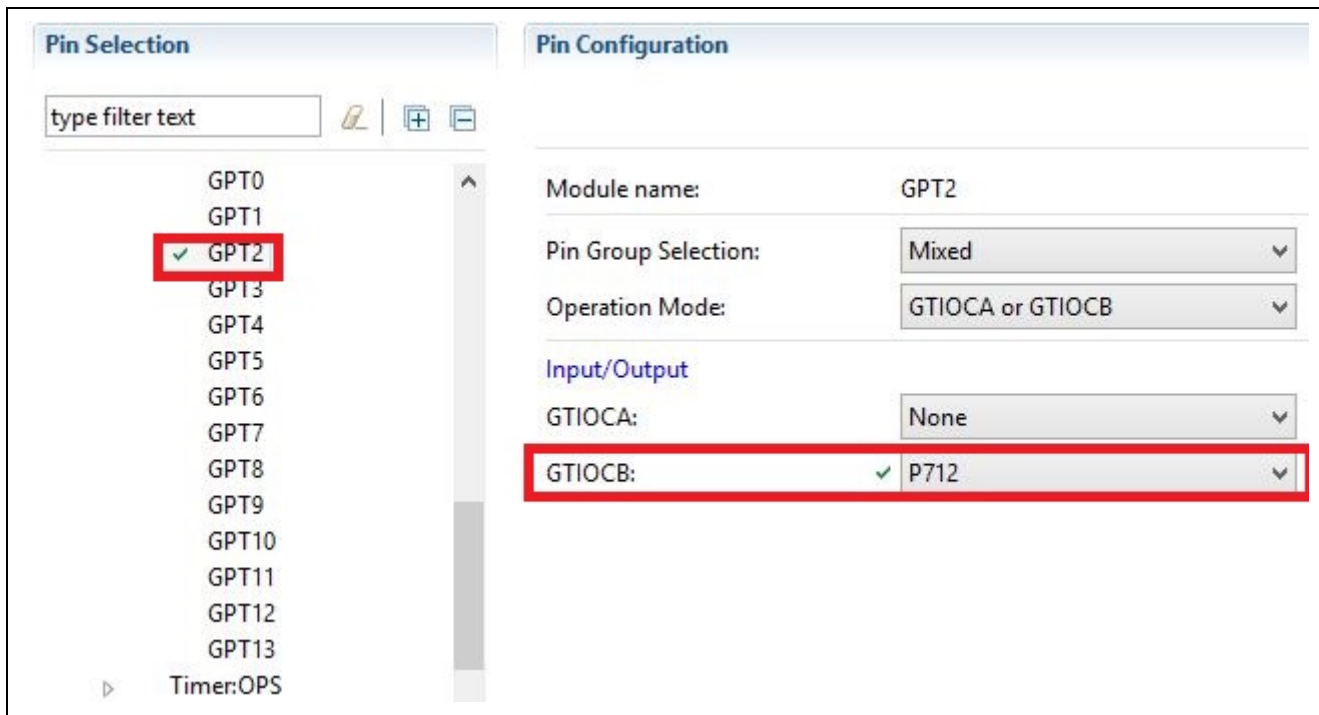 Pin Selection
type filter text
GPT0
GPT1
GPT2
GPT3
GPT4
GPT5
GPT6
GPT7
GPT8
GPT9
GPT10
GPT11
GPT12
GPT13
Timer:OPS
Pin Configuration
Module name: GPT2
Pin Group Selection: Mixed
Operation Mode: GTIOCA or GTIOCB
Input/Output
GTIOCA: None
GTIOCB: P712